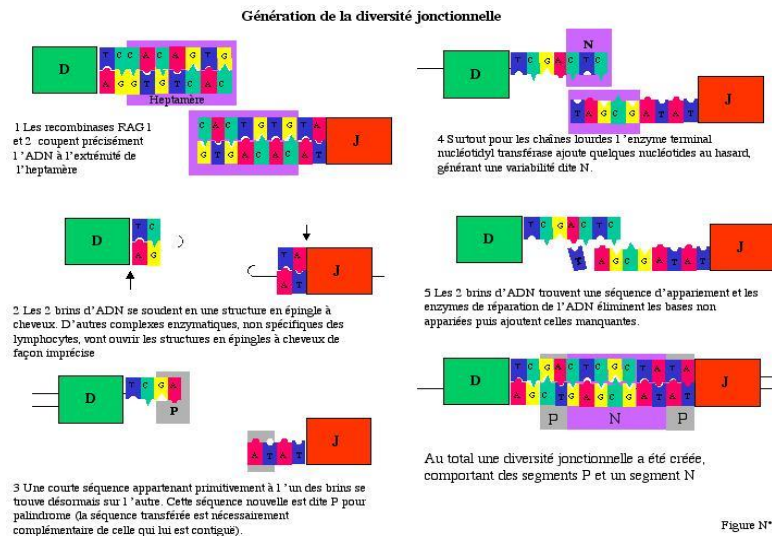 Génération de la diversité jonctionnelle
D
T C C A C A G T G
A G G T G T C A C
Heptamère
C A C T G T G T A
G T G A C A C A T
J
1 Les recombinases RAG 1
et 2 coupent précisément
l 'ADN à l'extrémité de
l'heptamère
D
T C
A G
T A
A T
J
2 Les 2 brins d'ADN se soudent en une structure en épingle à
cheveux. D'autres complexes enzymatiques, non spécifiques des
lymphocytes, vont ouvrir les structures en épingles à cheveux de
façon imprécise
D
T C G A
P
A T A T
J
3 Une courte séquence appartenant primitivement à l 'un des brins se
trouve désormais sur l 'autre. Cette séquence nouvelle est dite P pour
palindrome (la séquence transférée est nécessairement
complémentaire de celle qui lui est contiguë).
N
D
T C G A C T C
T A G C G A T A T
J
4 Surtout pour les chaînes lourdes l 'enzyme terminal
nucléotidyl transférase ajoute quelques nucléotides au hasard,
générant une variabilité dite N.
D
T C G A C T C
T
A G C G A T A T
J
5 Les 2 brins d'ADN trouvent une séquence d'appariement et les
enzymes de réparation de l'ADN éliminent les bases non
appariées puis ajoutent celles manquantes.
D
T C G A C T C G C T A T A
A G C T G A G C G A T A T
J
P
N
P
Au total une diversité jonctionnelle a été créée,
comportant des segments P et un segment N
Figure N°